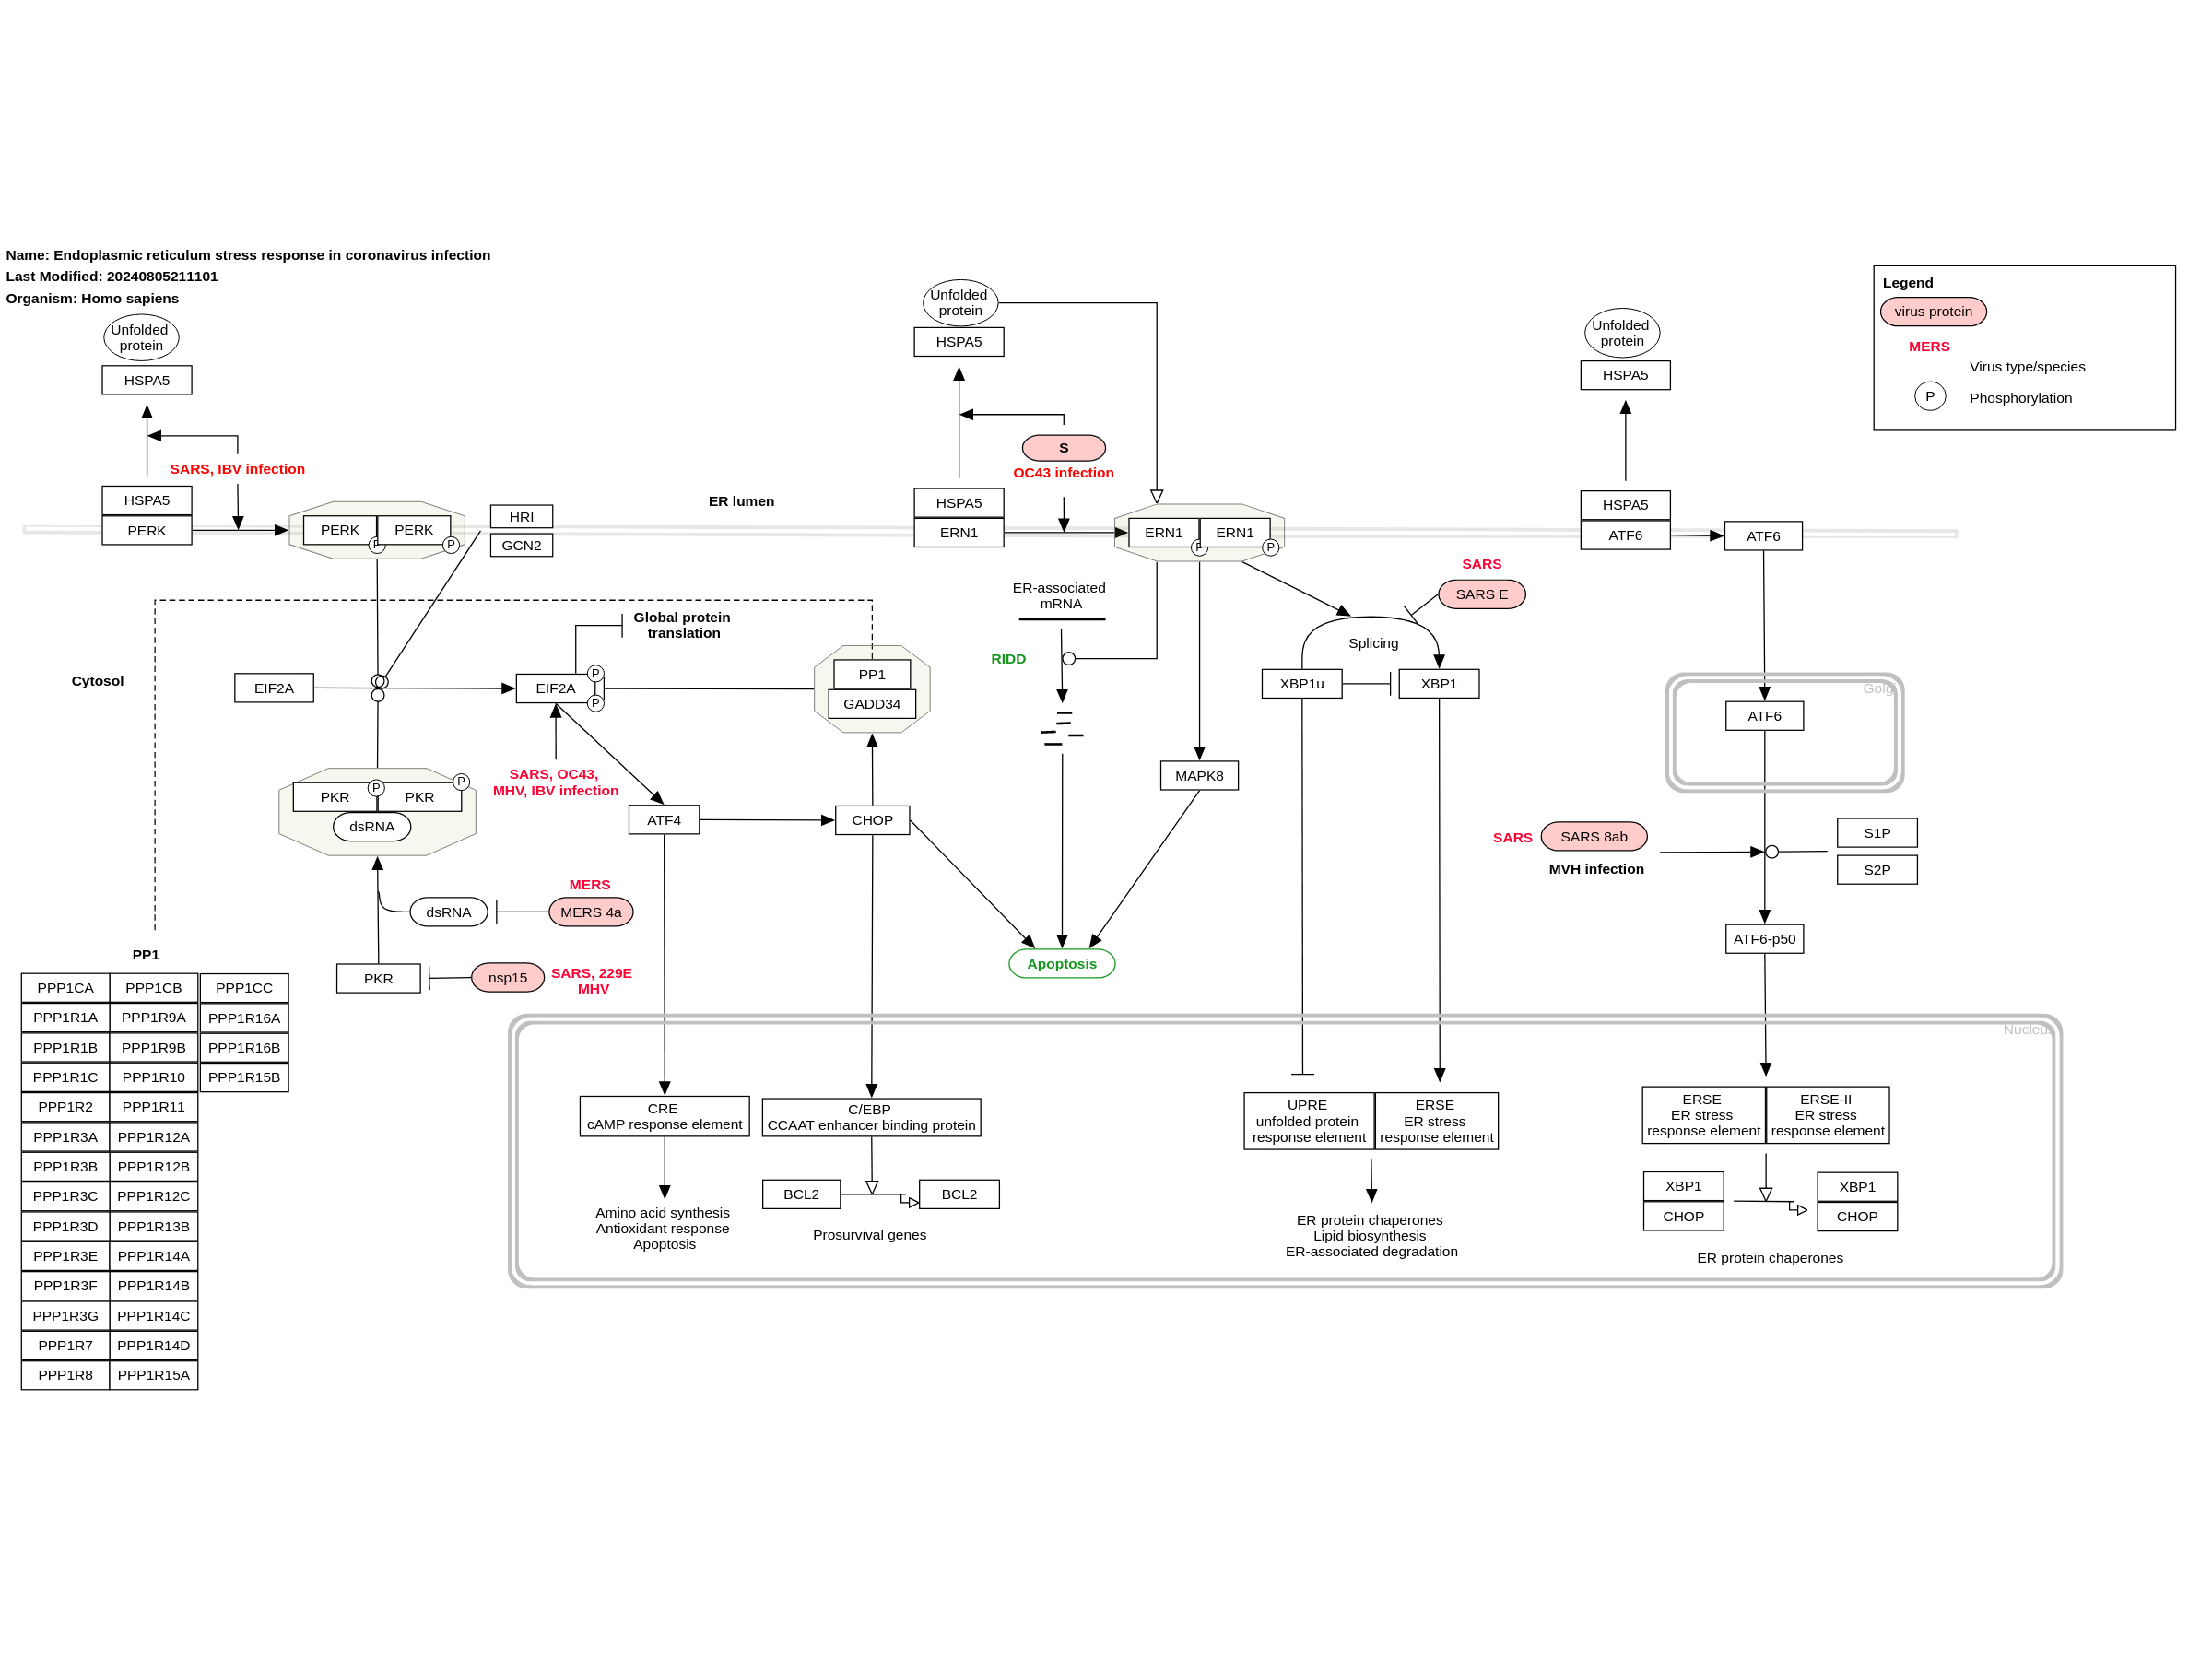 Name: Endoplasmic reticulum stress response in coronavirus infection
Last Modified: 20240805211101
Organism: Homo sapiens
Unfolded
protein
HSPA5
SARS, IBV infection
HSPA5
PERK
PERK
PERK
P
P
HRI
GCN2
ER lumen
Unfolded
protein
HSPA5
S
OC43 infection
HSPA5
ERN1
ERN1
ERN1
P
P
Unfolded
protein
HSPA5
HSPA5
ATF6
ATF6
Legend
virus protein
MERS
Virus type/species
P
Phosphorylation
Cytosol
EIF2A
EIF2A
P
P
Global protein
translation
PP1
GADD34
SARS, OC43,
MHV, IBV infection
ER-associated
mRNA
RIDD
SARS
SARS E
Splicing
XBP1u
XBP1
MAPK8
Golgi
ATF6
PKR
PKR
P
P
dsRNA
ATF4
CHOP
SARS
SARS 8ab
MVH infection
S1P
S2P
MERS
dsRNA
MERS 4a
PKR
nsp15
SARS, 229E
MHV
Apoptosis
ATF6-p50
PP1
PPP1CA
PPP1CB
PPP1CC
PPP1R1A
PPP1R9A
PPP1R16A
PPP1R1B
PPP1R9B
PPP1R16B
PPP1R1C
PPP1R10
PPP1R15B
PPP1R2
PPP1R11
PPP1R3A
PPP1R12A
PPP1R3B
PPP1R12B
PPP1R3C
PPP1R12C
PPP1R3D
PPP1R13B
PPP1R3E
PPP1R14A
PPP1R3F
PPP1R14B
PPP1R3G
PPP1R14C
PPP1R7
PPP1R14D
PPP1R8
PPP1R15A
Nucleus
CRE
cAMP response element
Amino acid synthesis
Antioxidant response
Apoptosis
C/EBP
CCAAT enhancer binding protein
BCL2
BCL2
Prosurvival genes
UPRE
unfolded protein
response element
ERSE
ER stress
response element
ER protein chaperones
Lipid biosynthesis
ER-associated degradation
ERSE
ER stress
response element
ERSE-II
ER stress
response element
XBP1
CHOP
XBP1
CHOP
ER protein chaperones